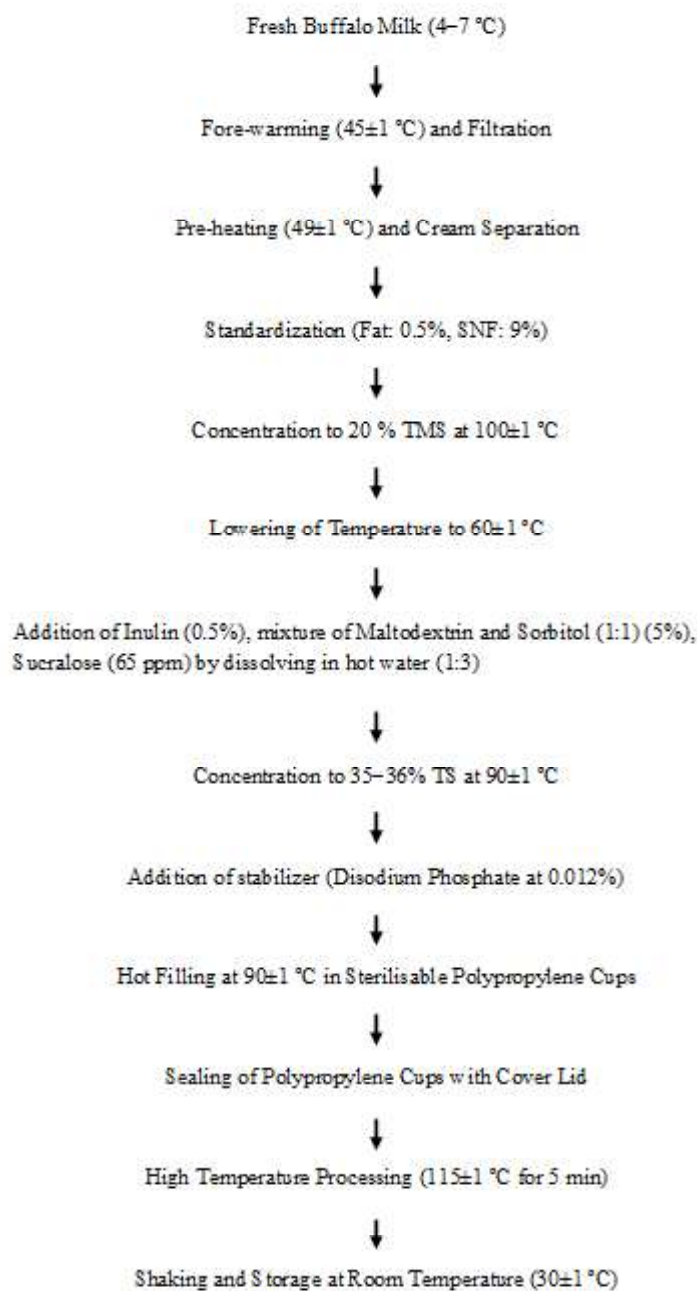 Fresh Buffalo Milk (4–7 °C)
Fore-warming (45±1 °C) and Filtration
Pre-heating (49±1 °C) and Cream Separation
Standardization (Fat: 0.5%, SNF: 9%)
Concentration to 20 % TMS at 100±1 °C
Lowering of Temperature to 60±1 °C
Addition of Inulin (0.5%), mixture of Maltodextrin and Sorbitol (1:1) (5%),
Sucralose (65 ppm) by dissolving in hot water (1:3)
Concentration to 35–36% TS at 90±1 °C
Addition of stabilizer (Disodium Phosphate at 0.012%)
Hot Filling at 90±1 °C in Sterilisable Polypropylene Cups
Sealing of Polypropylene Cups with Cover Lid
High Temperature Processing (115±1 °C for 5 min)
Shaking and Storage at Room Temperature (30±1 °C)